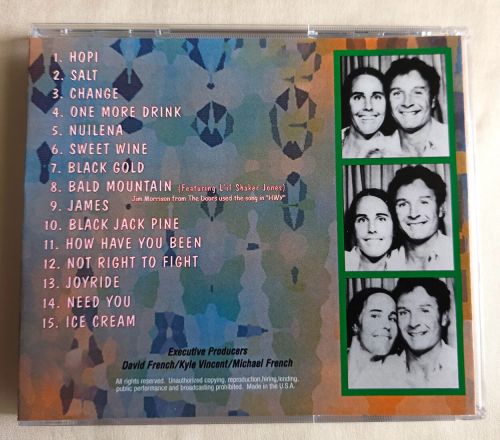 1. HOPI
2. SALT
3. CHANGE
4. ONE MORE DRINK
5. NUILENA
6. SWEET WINE
7. BLACK GOLD
8. BALD MOUNTAIN (Featuring L'il Shaker Jones)
Jim Morrison from The Doors used the song in "HWY"
9. JAMES
10. BLACK JACK PINE
11. HOW HAVE YOU BEEN
12. NOT RIGHT TO FIGHT
13. JOYRIDE
14. NEED YOU
15. ICE CREAM
Executive Producers
David French/Kyle Vincent/Michael French
All rights reserved. Unauthorized copying, reproduction,hiring,lending,
public performance and broadcasting prohibited. Made in the U.S.A.